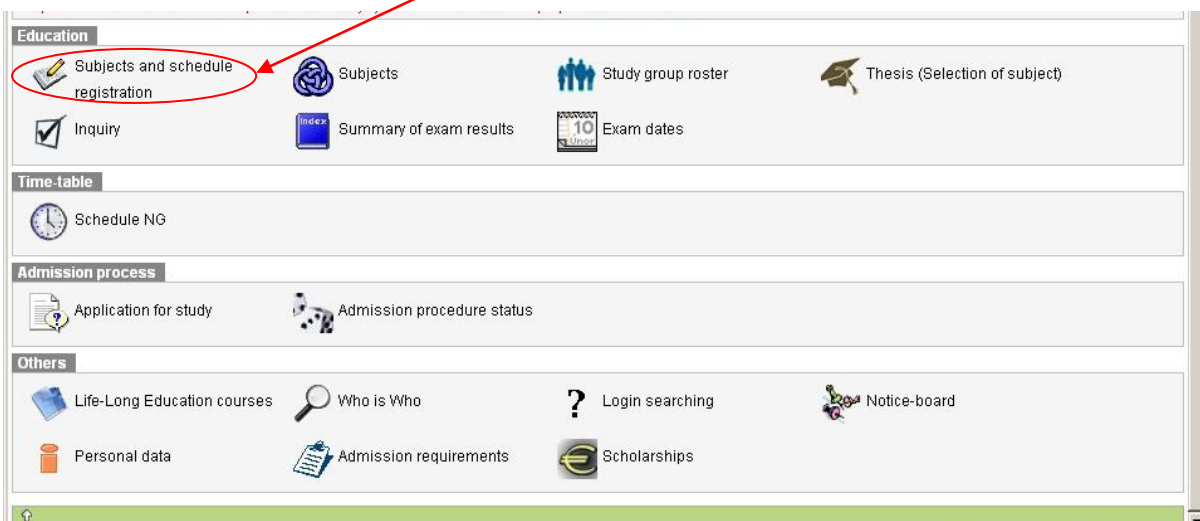 Education
Subjects and schedule
registration
Subjects
Study group roster
Thesis (Selection of subject)
Inquiry
Index
Summary of exam results
10
Únor
Exam dates
Time-table
Schedule NG
Admission process
?
Application for study
Admission procedure status
Others
Life-Long Education courses
Who is Who
?
Login searching
Notice-board
Personal data
Admission requirements
€
Scholarships